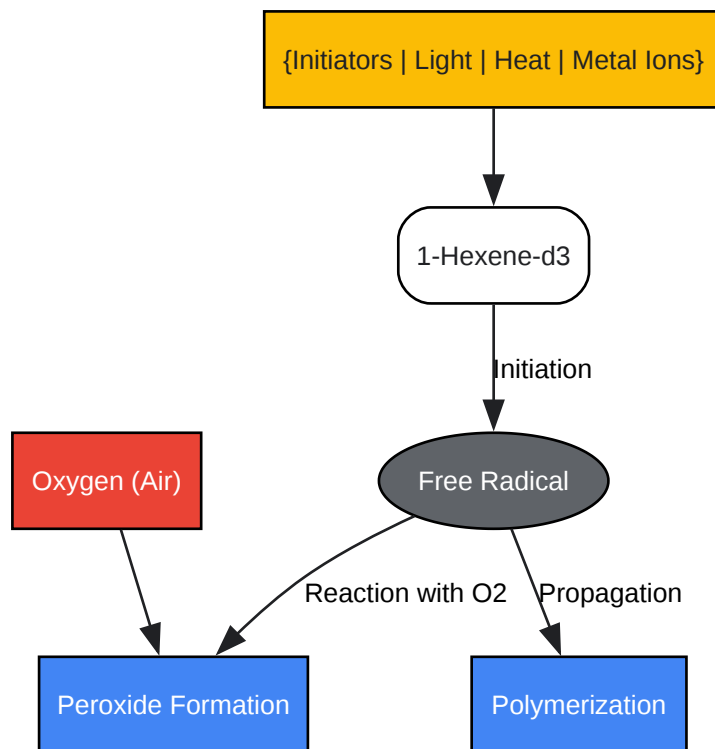 {Initiators | Light | Heat | Metal Ions}
1-Hexene-d3
Initiation
Oxygen (Air)
Free Radical
Reaction with O2
Propagation
Peroxide Formation
Polymerization